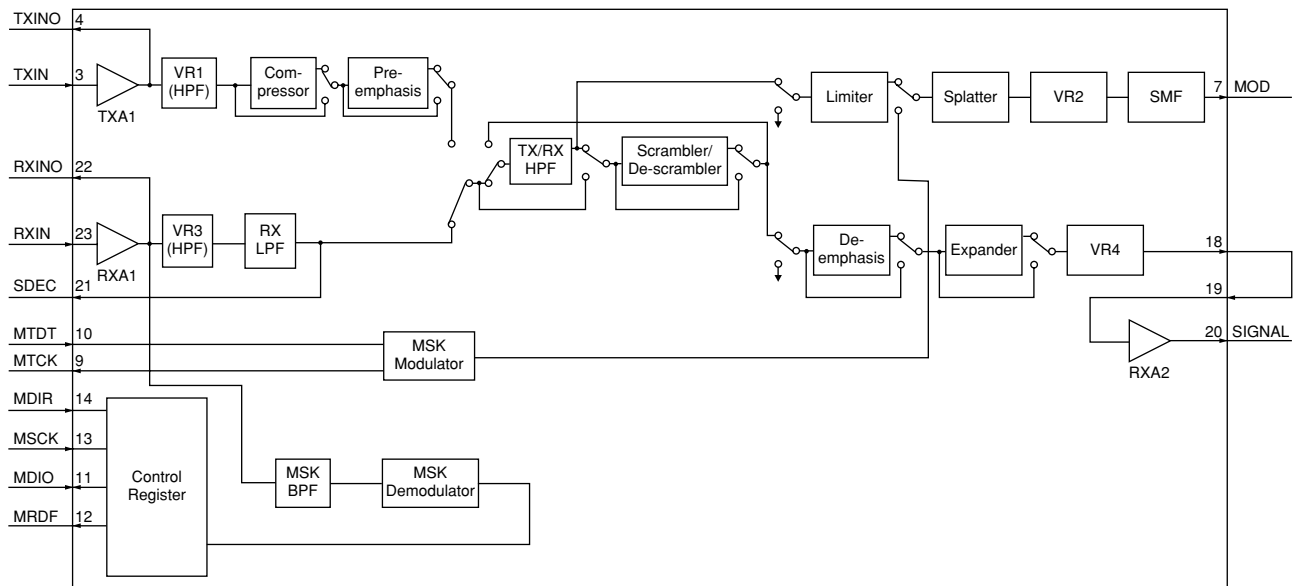 TXINO 4
TXIN 3
TXA1
VR1
(HPF)
Com-
pressor
Pre-
emphasis
Limiter
Splatter
VR2
SMF
7 MOD
TX/RX
HPF
Scrambler/
De-scrambler
RXINO 22
RXIN 23
RXA1
VR3
(HPF)
RX
LPF
De-
emphasis
Expander
VR4
18
19
SDEC 21
20 SIGNAL
RXA2
MTDT 10
MTCK 9
MSK
Modulator
MDIR 14
MSCK 13
MDIO 11
MRDF 12
Control
Register
MSK
BPF
MSK
Demodulator